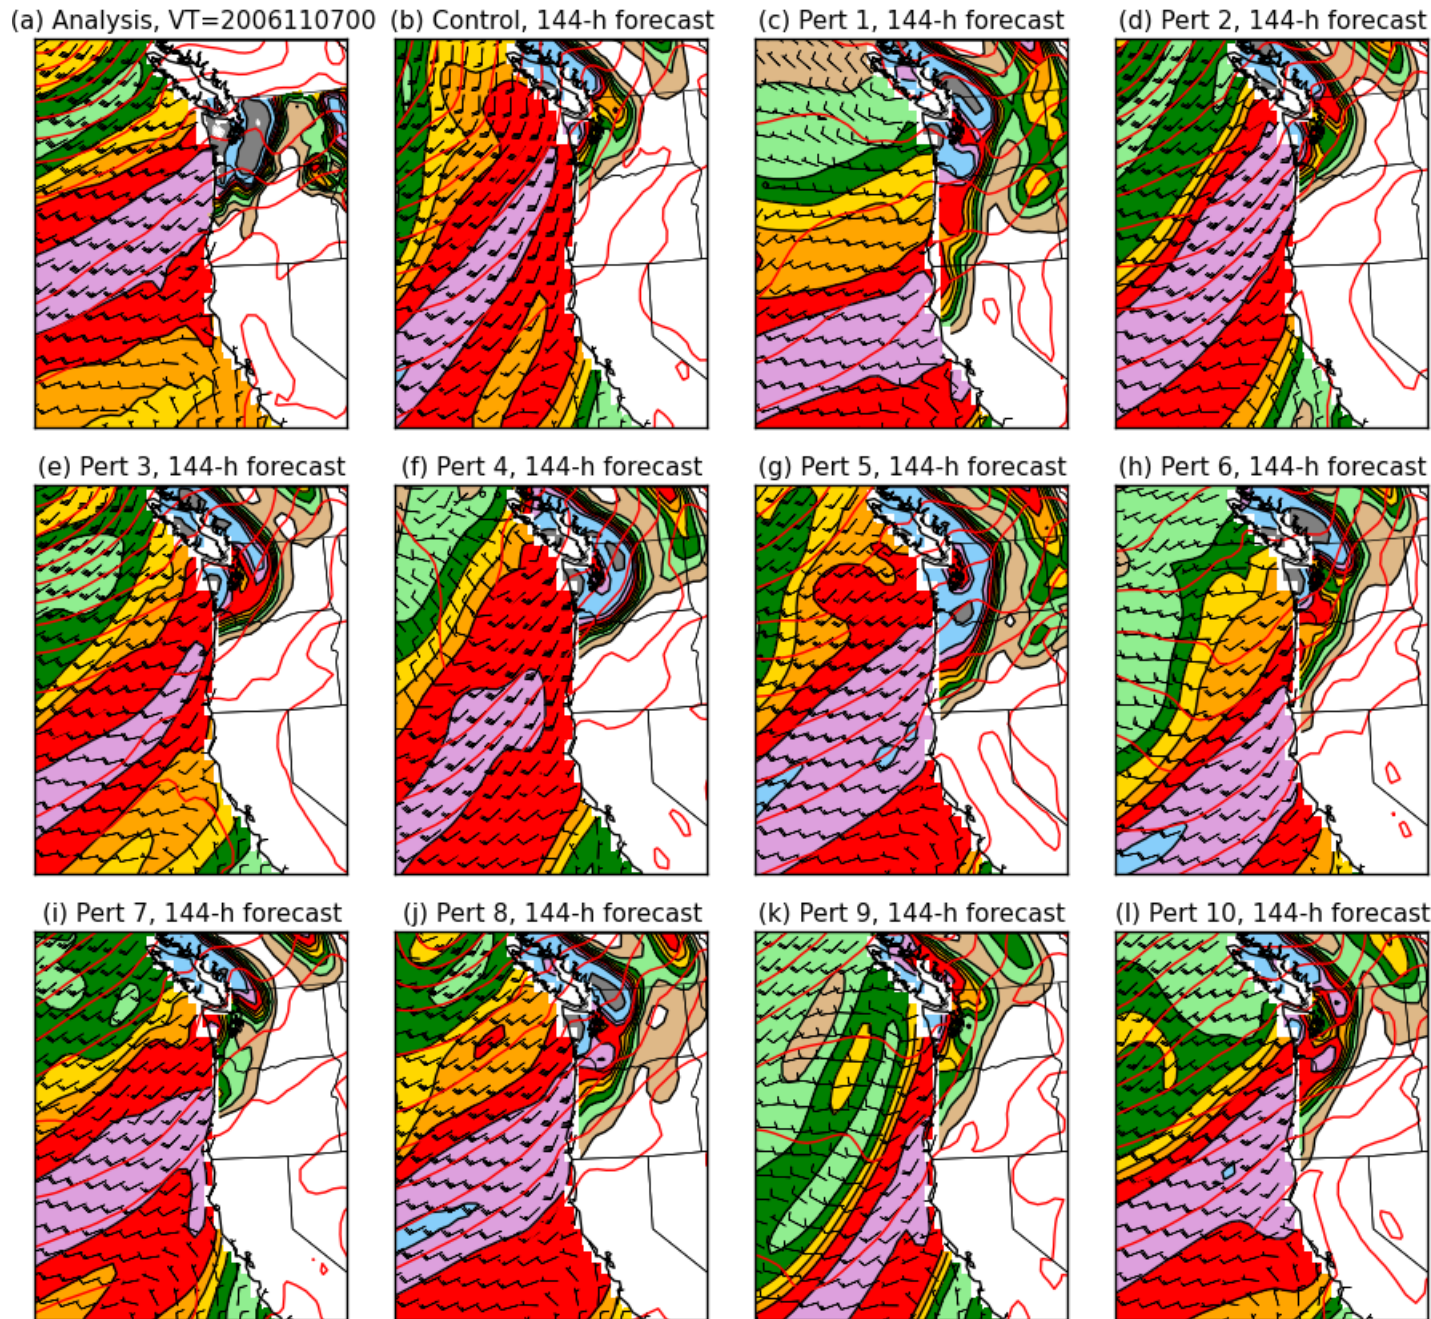 (a) Analysis, VT=2006110700
(b) Control, 144-h forecast
(c) Pert 1, 144-h forecast
(d) Pert 2, 144-h forecast
(e) Pert 3, 144-h forecast
(f) Pert 4, 144-h forecast
(g) Pert 5, 144-h forecast
(h) Pert 6, 144-h forecast
(i) Pert 7, 144-h forecast
(j) Pert 8, 144-h forecast
(k) Pert 9, 144-h forecast
(l) Pert 10, 144-h forecast